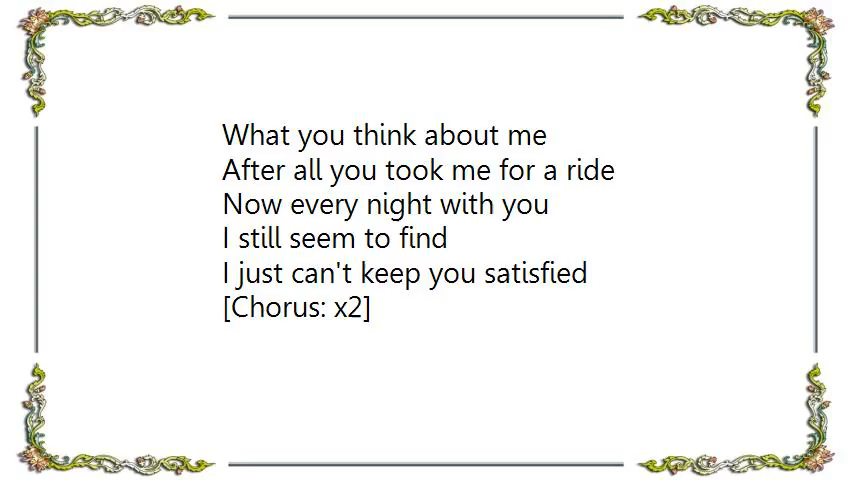 What you think about me
After all you took me for a ride
Now every night with you
I still seem to find
I just can't keep you satisfied
[Chorus: x2]